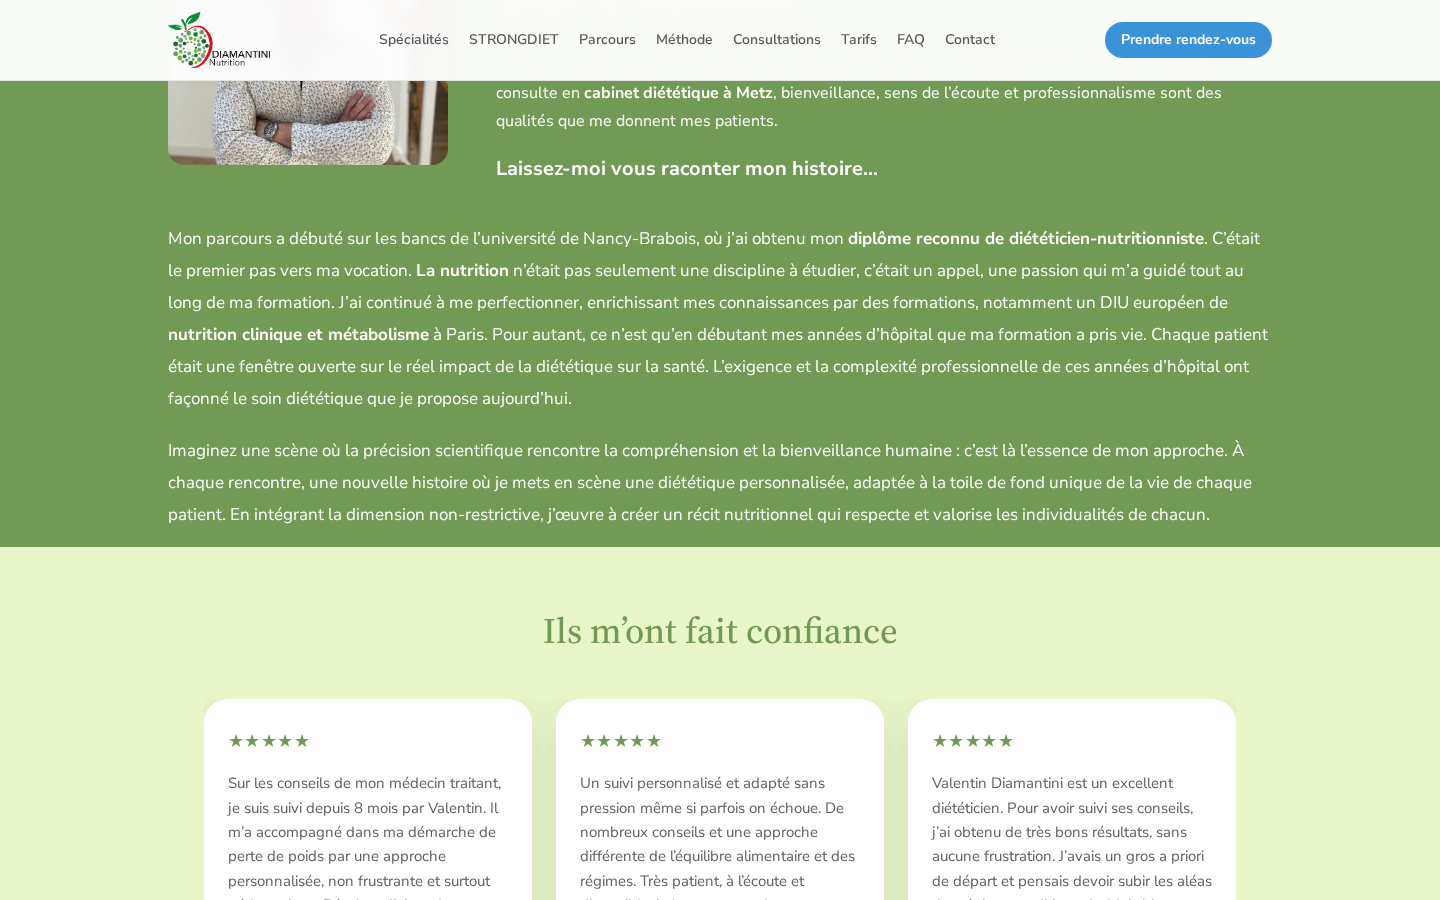 DIAMANTINI
Nutrition
Spécialités STRONGDIET Parcours Méthode Consultations Tarifs FAQ Contact
Prendre rendez-vous
consulte en cabinet diététique à Metz, bienveillance, sens de l’écoute et professionnalisme sont des
qualités que me donnent mes patients.
Laissez-moi vous raconter mon histoire…
Mon parcours a débuté sur les bancs de l’université de Nancy-Brabois, où j’ai obtenu mon diplôme reconnu de diététicien-nutritionniste. C’était
le premier pas vers ma vocation. La nutrition n’était pas seulement une discipline à étudier, c’était un appel, une passion qui m’a guidé tout au
long de ma formation. J’ai continué à me perfectionner, enrichissant mes connaissances par des formations, notamment un DIU européen de
nutrition clinique et métabolisme à Paris. Pour autant, ce n’est qu’en débutant mes années d’hôpital que ma formation a pris vie. Chaque patient
était une fenêtre ouverte sur le réel impact de la diététique sur la santé. L’exigence et la complexité professionnelle de ces années d’hôpital ont
façonné le soin diététique que je propose aujourd’hui.
Imaginez une scène où la précision scientifique rencontre la compréhension et la bienveillance humaine : c’est là l’essence de mon approche. À
chaque rencontre, une nouvelle histoire où je mets en scène une diététique personnalisée, adaptée à la toile de fond unique de la vie de chaque
patient. En intégrant la dimension non-restrictive, j’œuvre à créer un récit nutritionnel qui respecte et valorise les individualités de chacun.
Ils m’ont fait confiance
★★★★★
Sur les conseils de mon médecin traitant,
je suis suivi depuis 8 mois par Valentin. Il
m’a accompagné dans ma démarche de
perte de poids par une approche
personnalisée, non frustrante et surtout
★★★★★
Un suivi personnalisé et adapté sans
pression même si parfois on échoue. De
nombreux conseils et une approche
différente de l’équilibre alimentaire et des
régimes. Très patient, à l’écoute et
★★★★★
Valentin Diamantini est un excellent
diététicien. Pour avoir suivi ses conseils,
j’ai obtenu de très bons résultats, sans
aucune frustration. J’avais un gros a priori
de départ et pensais devoir subir les aléas